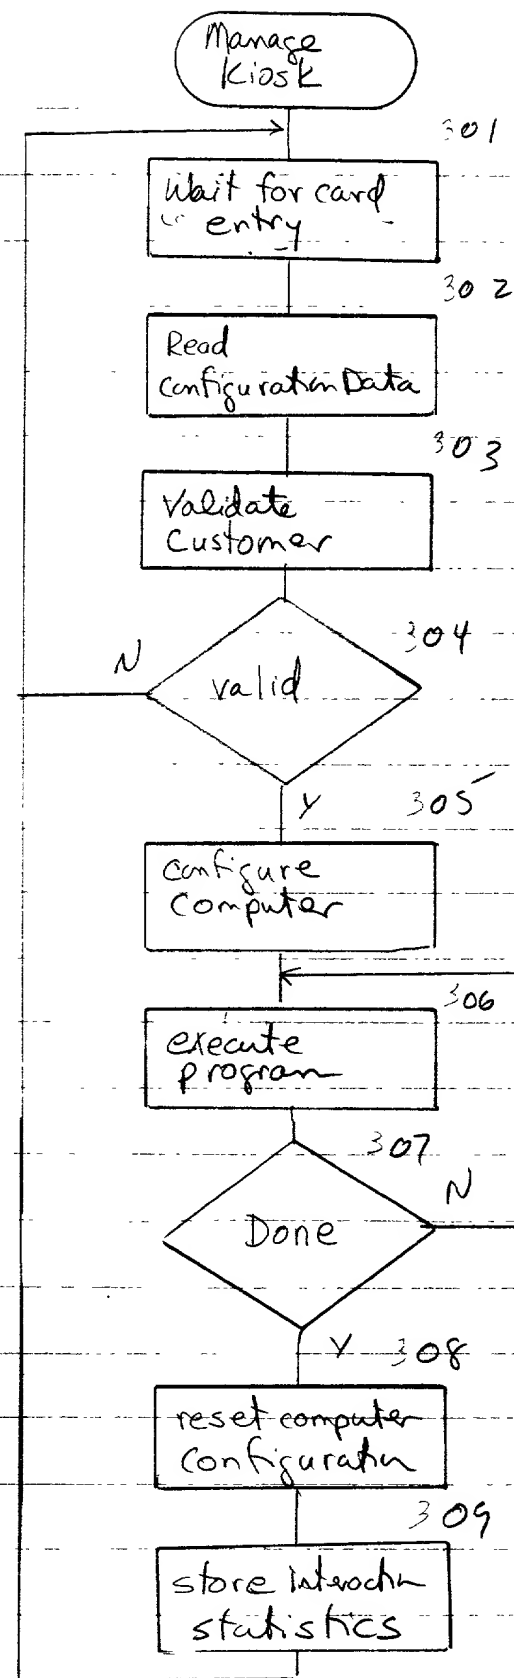 Manage
Kiosk
301
Wait for card
entry
302
Read
Configuration Data
303
Validate
Customer
304
N
valid
305
Y
Configure
Computer
306
execute
program
307
N
Done
Y
308
reset computer
Configuration
309
store interaction
statistics